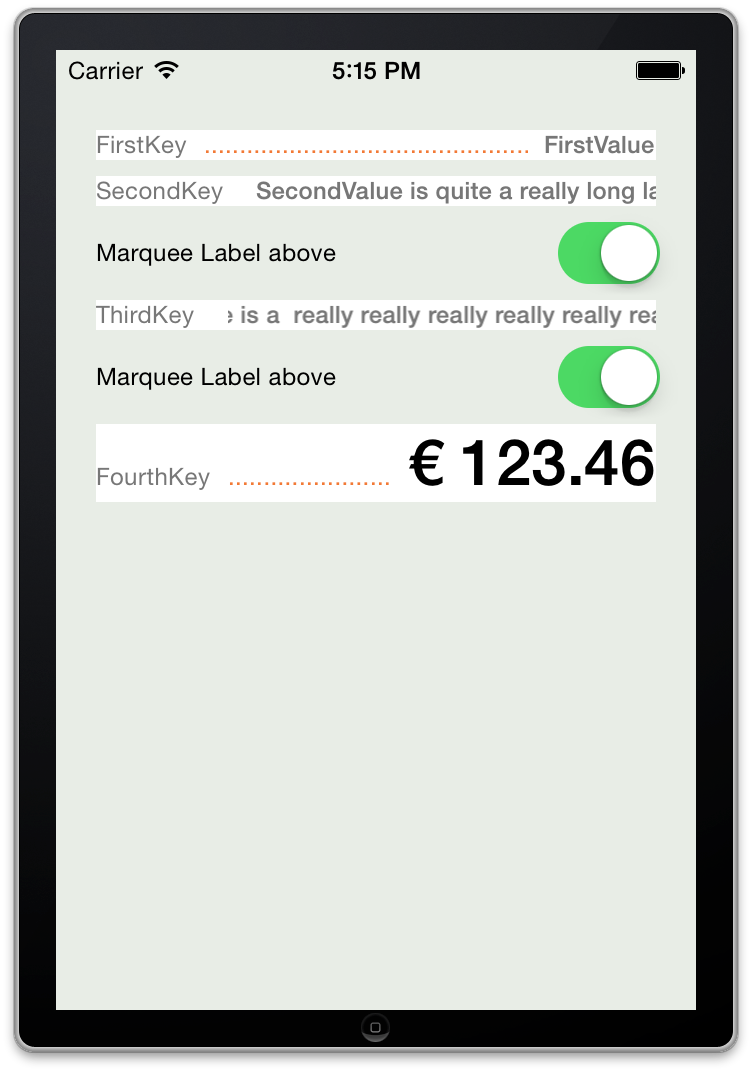 Carrier 5:15 PM
FirstKey ............................................... FirstValue
SecondKey SecondValue is quite a really long la
Marquee Label above
ThirdKey is a really really really really really rea
Marquee Label above
FourthKey ....................... € 123.46